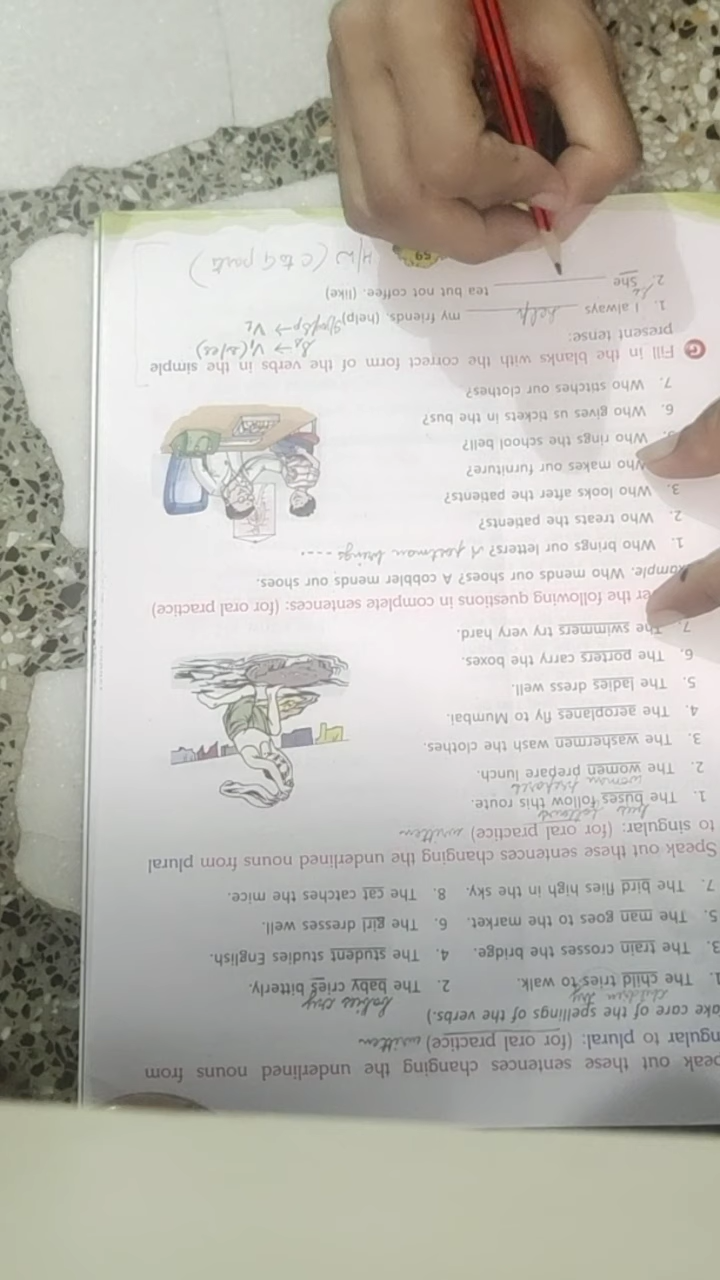 peak out these sentences changing the underlined nouns from
ngular to plural: (for oral practice) written
ake care of the spellings of the verbs.)
children try babies cry
1. The child tries to walk. 2. The baby cries bitterly.
3. The train crosses the bridge. 4. The student studies English.
5. The man goes to the market. 6. The girl dresses well.
7. The bird flies high in the sky. 8. The cat catches the mice.
Speak out these sentences changing the underlined nouns from plural
to singular: (for oral practice) written
bus follows
1. The buses follow this route.
woman prepares
2. The women prepare lunch.
3. The washermen wash the clothes.
4. The aeroplanes fly to Mumbai.
5. The ladies dress well.
6. The porters carry the boxes.
7. The swimmers try very hard.
er the following questions in complete sentences: (for oral practice)
xample. Who mends our shoes? A cobbler mends our shoes.
1. Who brings our letters? A postman brings ....
2. Who treats the patients?
3. Who looks after the patients?
Who makes our furniture?
Who rings the school bell?
6. Who gives us tickets in the bus?
7. Who stitches our clothes?
G Fill in the blanks with the correct form of the verbs in the simple
present tense:
1. I always help my friends. (help)
2. She tea but not coffee. (like)
59
H/W (C to G parts)